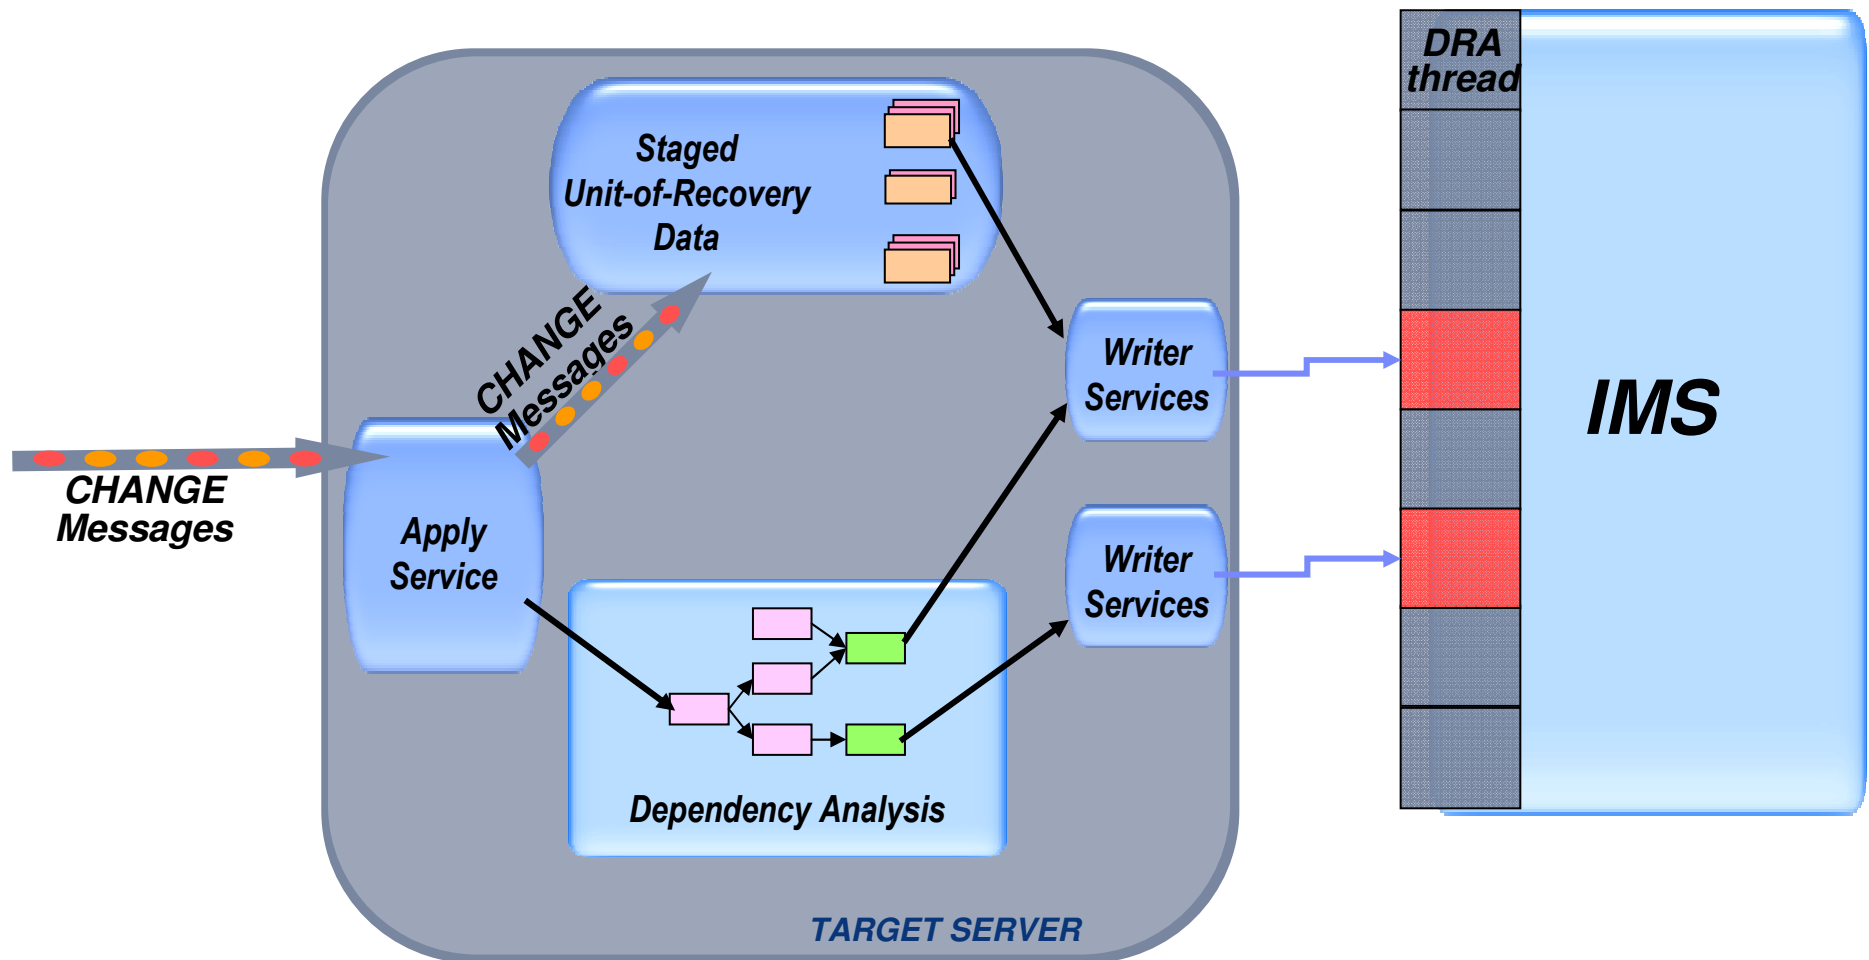 DRA
thread
Staged
Unit-of-Recovery
Data
CHANGE
Messages
Writer
Services
IMS
CHANGE
Messages
Apply
Service
Writer
Services
Dependency Analysis
TARGET SERVER